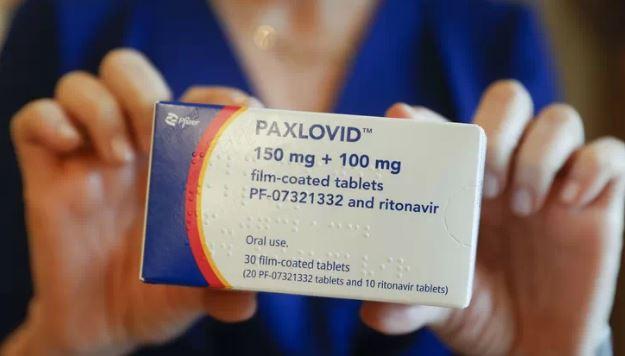 Pfizer
PAXLOVID™
150 mg + 100 mg
film-coated tablets
PF-07321332 and ritonavir
Oral use.
30 film-coated tablets
(20 PF-07321332 tablets and 10 ritonavir tablets)